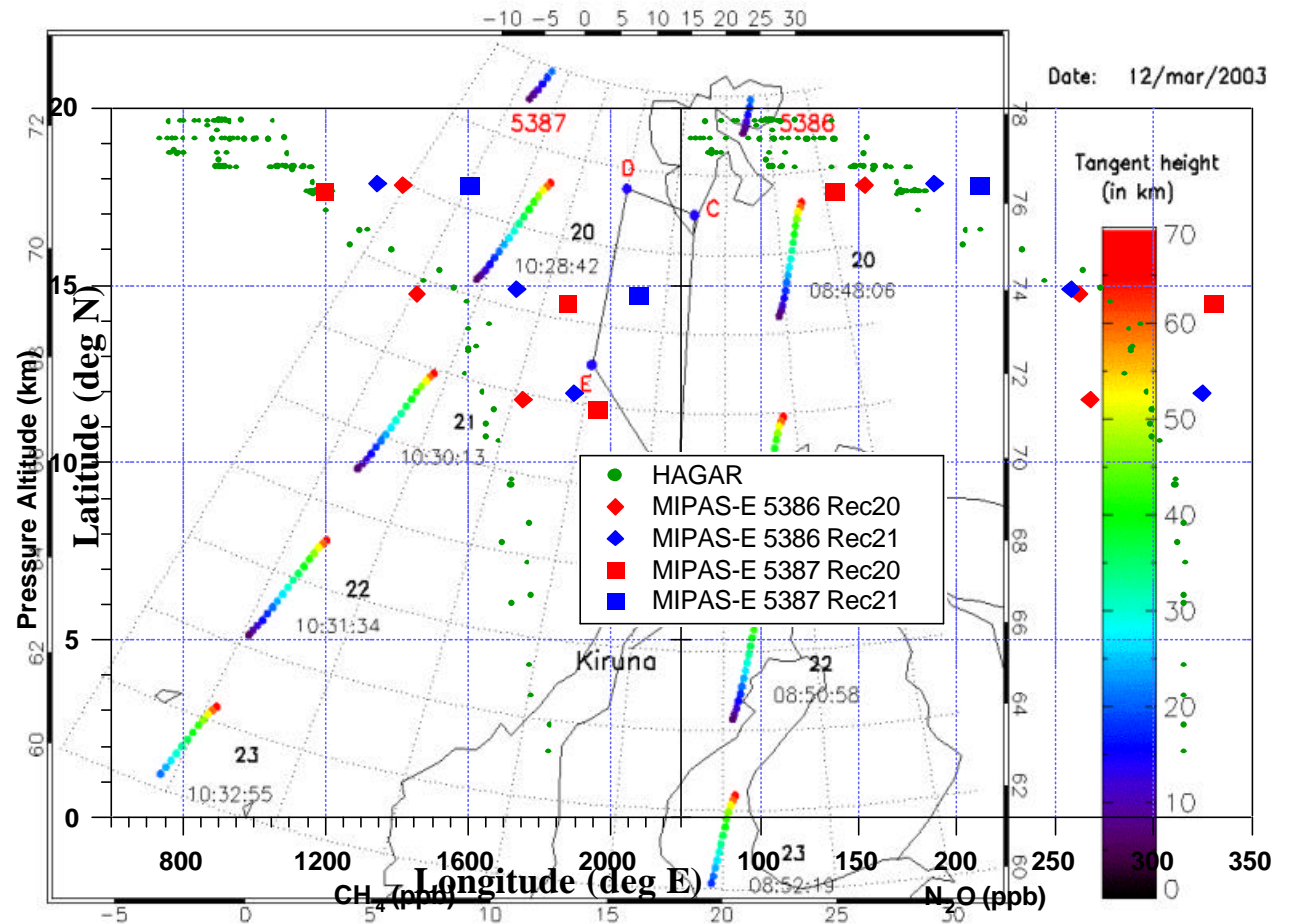 -10 -5 0 5 10 15 20 25 30
Date: 12/mar/2003
20
72
5387
5386
78
Tangent height
(in km)
D
C
76
20
10:28:42
20
08:48:06
70
70
15
74
60
E
72
50
21
10:30:13
10
70
40
HAGAR
MIPAS-E 5386 Rec20
MIPAS-E 5386 Rec21
MIPAS-E 5387 Rec20
MIPAS-E 5387 Rec21
68
30
22
10:31:34
66
5
62
Kiruna
22
08:50:58
64
20
60
23
10:32:55
62
10
0
23
08:52:19
60
0
Pressure Altitude (km)
Latitude (deg N)
800 1200 1600 2000 100 150 200 250 300 350
CH4 (ppb)
Longitude (deg E)
N2O (ppb)
-5 0 5 10 15 20